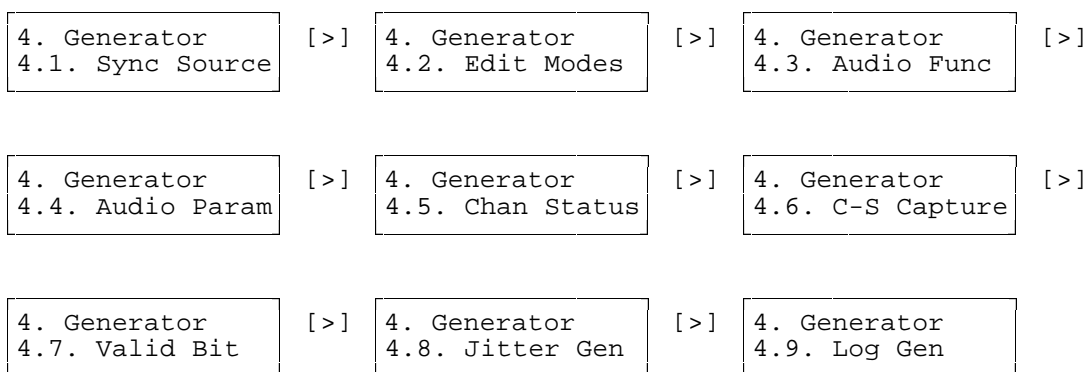 4. Generator [>] 4. Generator [>] 4. Generator [>]
4.1. Sync Source 4.2. Edit Modes 4.3. Audio Func
4. Generator [>] 4. Generator [>] 4. Generator [>]
4.4. Audio Param 4.5. Chan Status 4.6. C-S Capture
4. Generator [>] 4. Generator [>] 4. Generator
4.7. Valid Bit 4.8. Jitter Gen 4.9. Log Gen